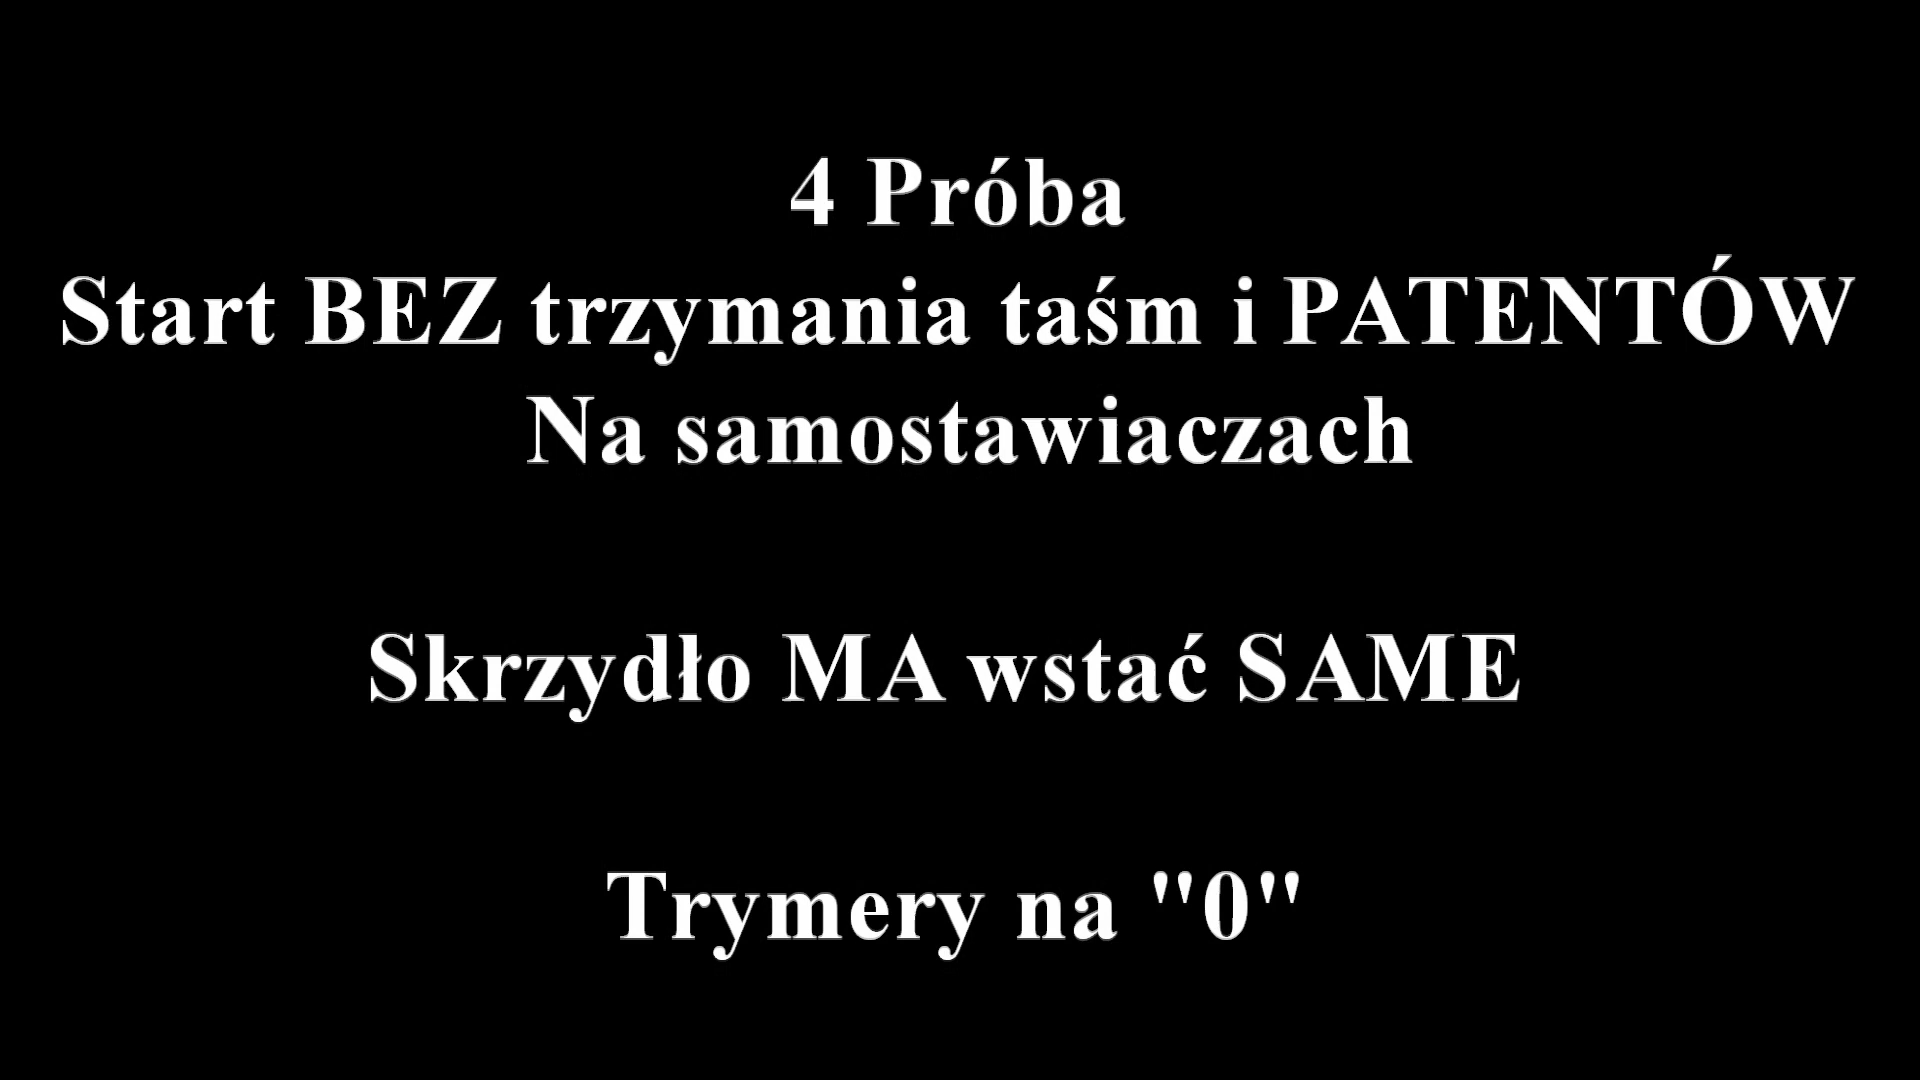 4 Próba
Start BEZ trzymania taśm i PATENTÓW
Na samostawiaczach
Skrzydło MA wstać SAME
Trymery na "0"